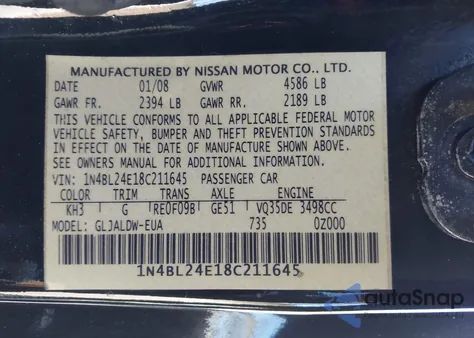 MANUFACTURED BY NISSAN MOTOR CO., LTD.
DATE 01/08 GVWR 4586 LB
GAWR FR. 2394 LB GAWR RR. 2189 LB
THIS VEHICLE CONFORMS TO ALL APPLICABLE FEDERAL MOTOR
VEHICLE SAFETY, BUMPER AND THEFT PREVENTION STANDARDS
IN EFFECT ON THE DATE OF MANUFACTURE SHOWN ABOVE.
SEE OWNERS MANUAL FOR ADDITIONAL INFORMATION.
VIN: 1N4BL24E18C211645 PASSENGER CAR
COLOR TRIM TRANS AXLE ENGINE
KH3 G RE0F09B GE51 VQ35DE 3498CC
MODEL: GLJALDW-EUA 735 0Z000
1N4BL24E18C211645
autaSnap